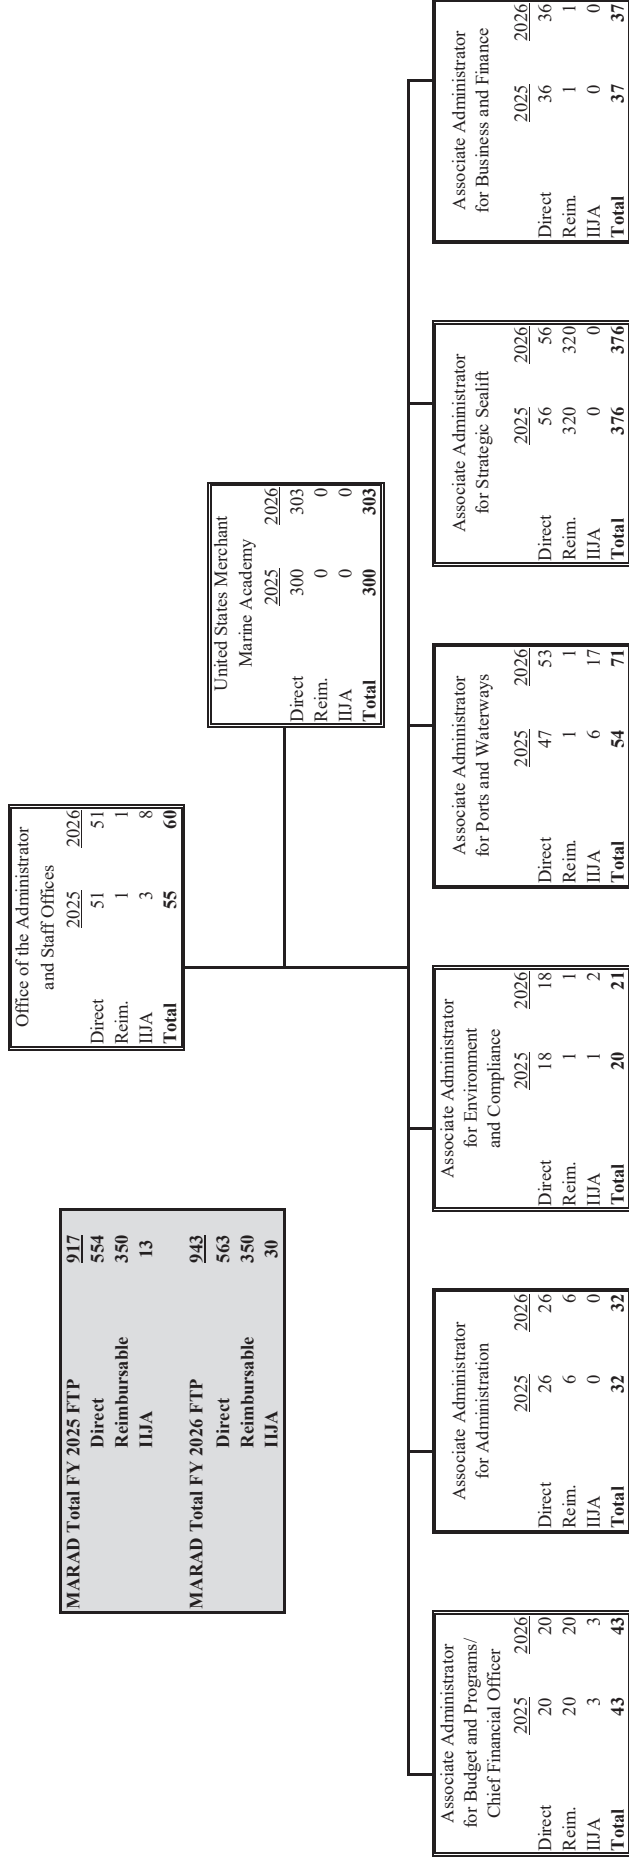 Office of the Administrator
and Staff Offices
2025 2026
Direct 51 51
Reim. 1 1
IIJA 3 8
Total 55 60
MARAD Total FY 2025 FTP 917
Direct 554
Reimbursable 350
IIJA 13
MARAD Total FY 2026 FTP 943
Direct 563
Reimbursable 350
IIJA 30
United States Merchant
Marine Academy
2025 2026
Direct 300 303
Reim. 0 0
IIJA 0 0
Total 300 303
Associate Administrator
for Budget and Programs/
Chief Financial Officer
2025 2026
Direct 20 20
Reim. 20 20
IIJA 3 3
Total 43 43
Associate Administrator
for Administration
2025 2026
Direct 26 26
Reim. 6 6
IIJA 0 0
Total 32 32
Associate Administrator
for Environment
and Compliance
2025 2026
Direct 18 18
Reim. 1 1
IIJA 1 2
Total 20 21
Associate Administrator
for Ports and Waterways
2025 2026
Direct 47 53
Reim. 1 1
IIJA 6 17
Total 54 71
Associate Administrator
for Strategic Sealift
2025 2026
Direct 56 56
Reim. 320 320
IIJA 0 0
Total 376 376
Associate Administrator
for Business and Finance
2025 2026
Direct 36 36
Reim. 1 1
IIJA 0 0
Total 37 37